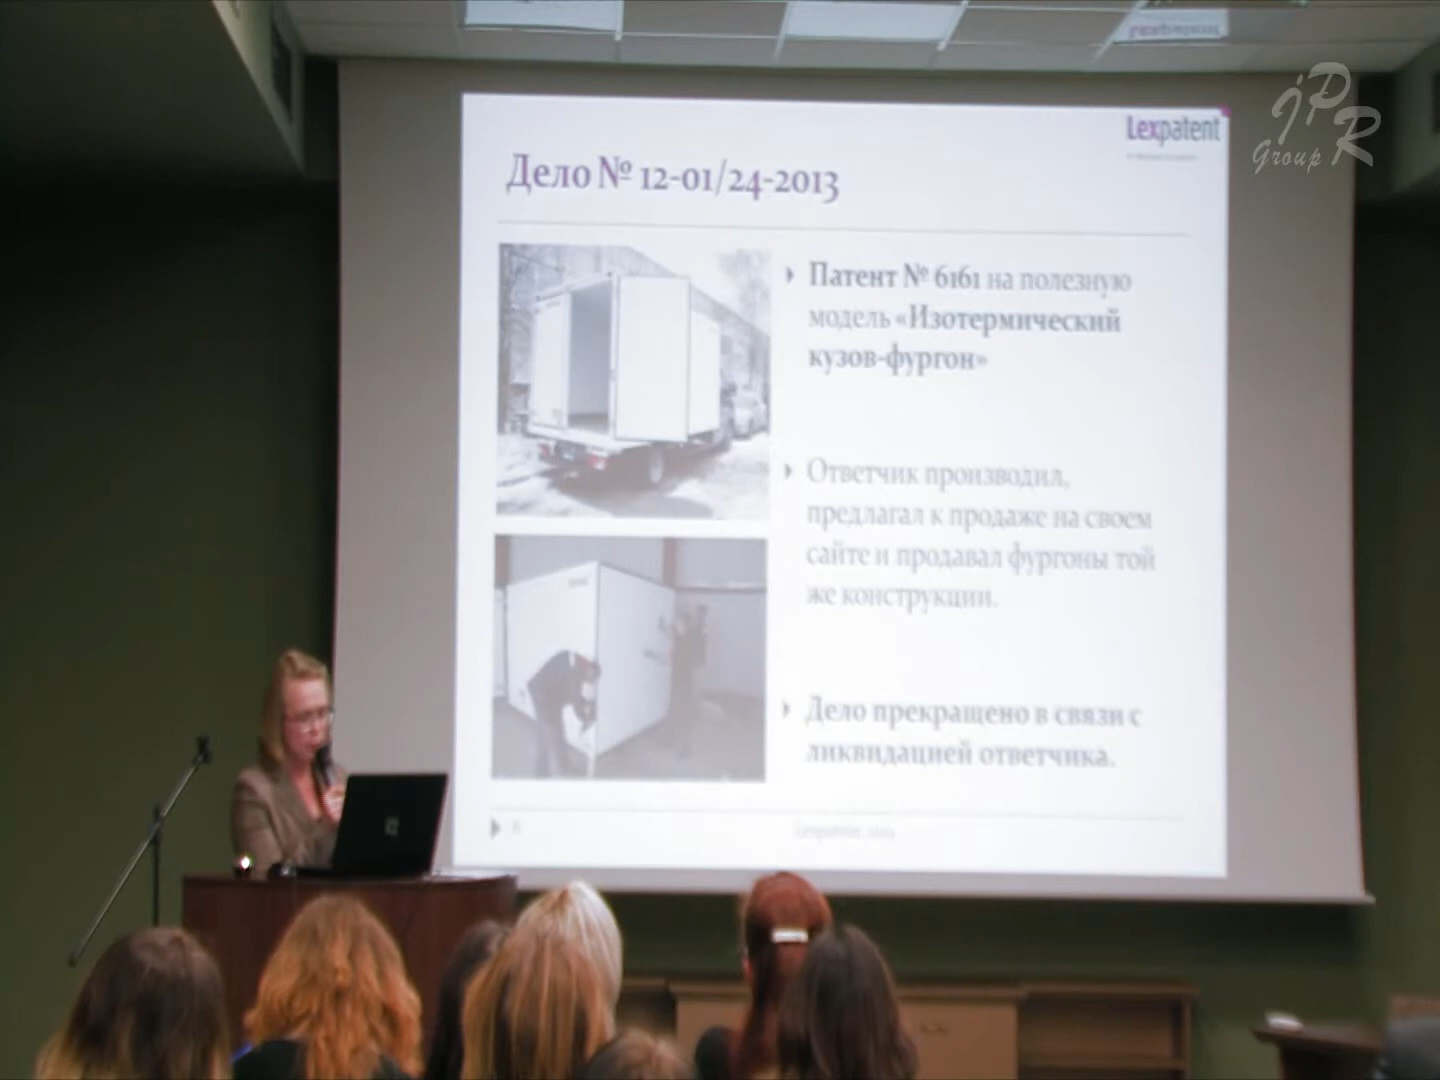 Lexpatent
JPR
Group
Дело № 12-01/24-2013
Патент № 6161 на полезную
модель «Изотермический
кузов-фургон»
Ответчик производил,
предлагал к продаже на своем
сайте и продавал фургоны той
же конструкции.
Дело прекращено в связи с
ликвидацией ответчика.